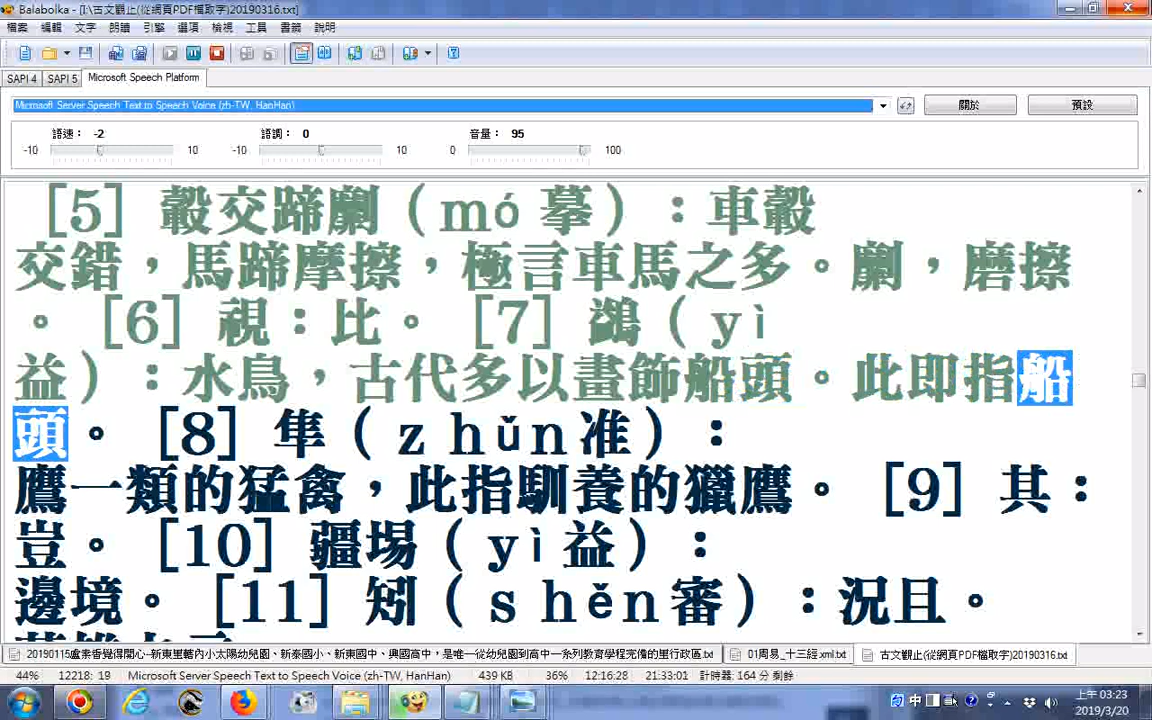 Balabolka - [I:\古文觀止(從網頁PDF檔取字)20190316.txt]
檔案 編輯 文字 朗讀 引擎 選項 檢視 工具 書籤 說明
SAPI 4 SAPI 5 Microsoft Speech Platform
Microsoft Server Speech Text to Speech Voice (zh-TW, HanHan)
關於 預設
語速： -2 語調： 0 音量： 95
-10 10 -10 10 0 100
[5] 轂交蹄劘（mó 摹）：車轂
交錯，馬蹄摩擦，極言車馬之多。劘，磨擦
。 [6] 視：比。 [7] 鷁（yì
益）：水鳥，古代多以畫飾船頭。此即指船
頭。 [8] 隼（zhǔn准）：
鷹一類的猛禽，此指馴養的獵鷹。 [9] 其：
豈。 [10] 疆埸（yì益）：
邊境。 [11] 矧（shěn審）：況且。
20190115盧素香覺得開心--新東里轄內小太陽幼兒園、新泰國小、新東國中、興國高中，是唯一從幼兒園到高中一条列教育學程完備的里行政區.txt 01周易_十三經.xml.txt 古文觀止(從網頁PDF檔取字)20190316.txt
44% 12218: 19 Microsoft Server Speech Text to Speech Voice (zh-TW, HanHan) 439 KB 36% 12:16:28 21:33:01 計時器: 164 分 剩餘
中 上午 03:23
2019/3/20